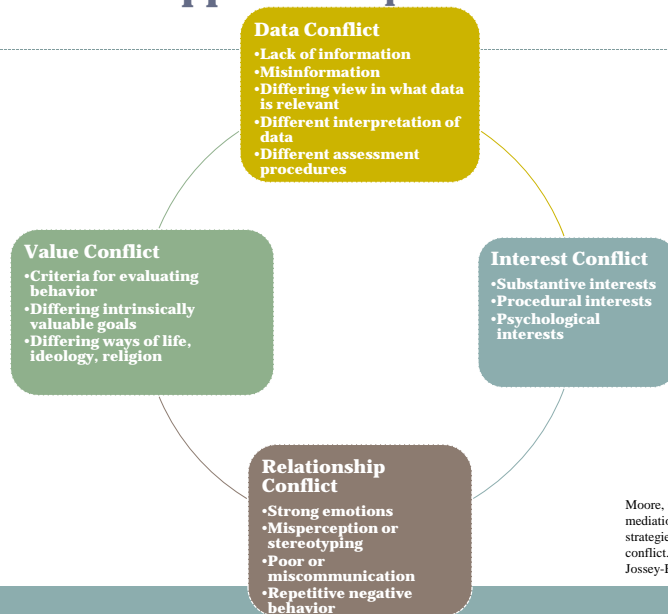 Data Conflict
•Lack of information
•Misinformation
•Differing view in what data
is relevant
•Different interpretation of
data
•Different assessment
procedures
Value Conflict
•Criteria for evaluating
behavior
•Differing intrinsically
valuable goals
•Differing ways of life,
ideology, religion
Interest Conflict
•Substantive interests
•Procedural interests
•Psychological
interests
Relationship
Conflict
•Strong emotions
•Misperception or
stereotyping
•Poor or
miscommunication
•Repetitive negative
behavior
Moore,
mediatio
strategie
conflict.
Jossey-